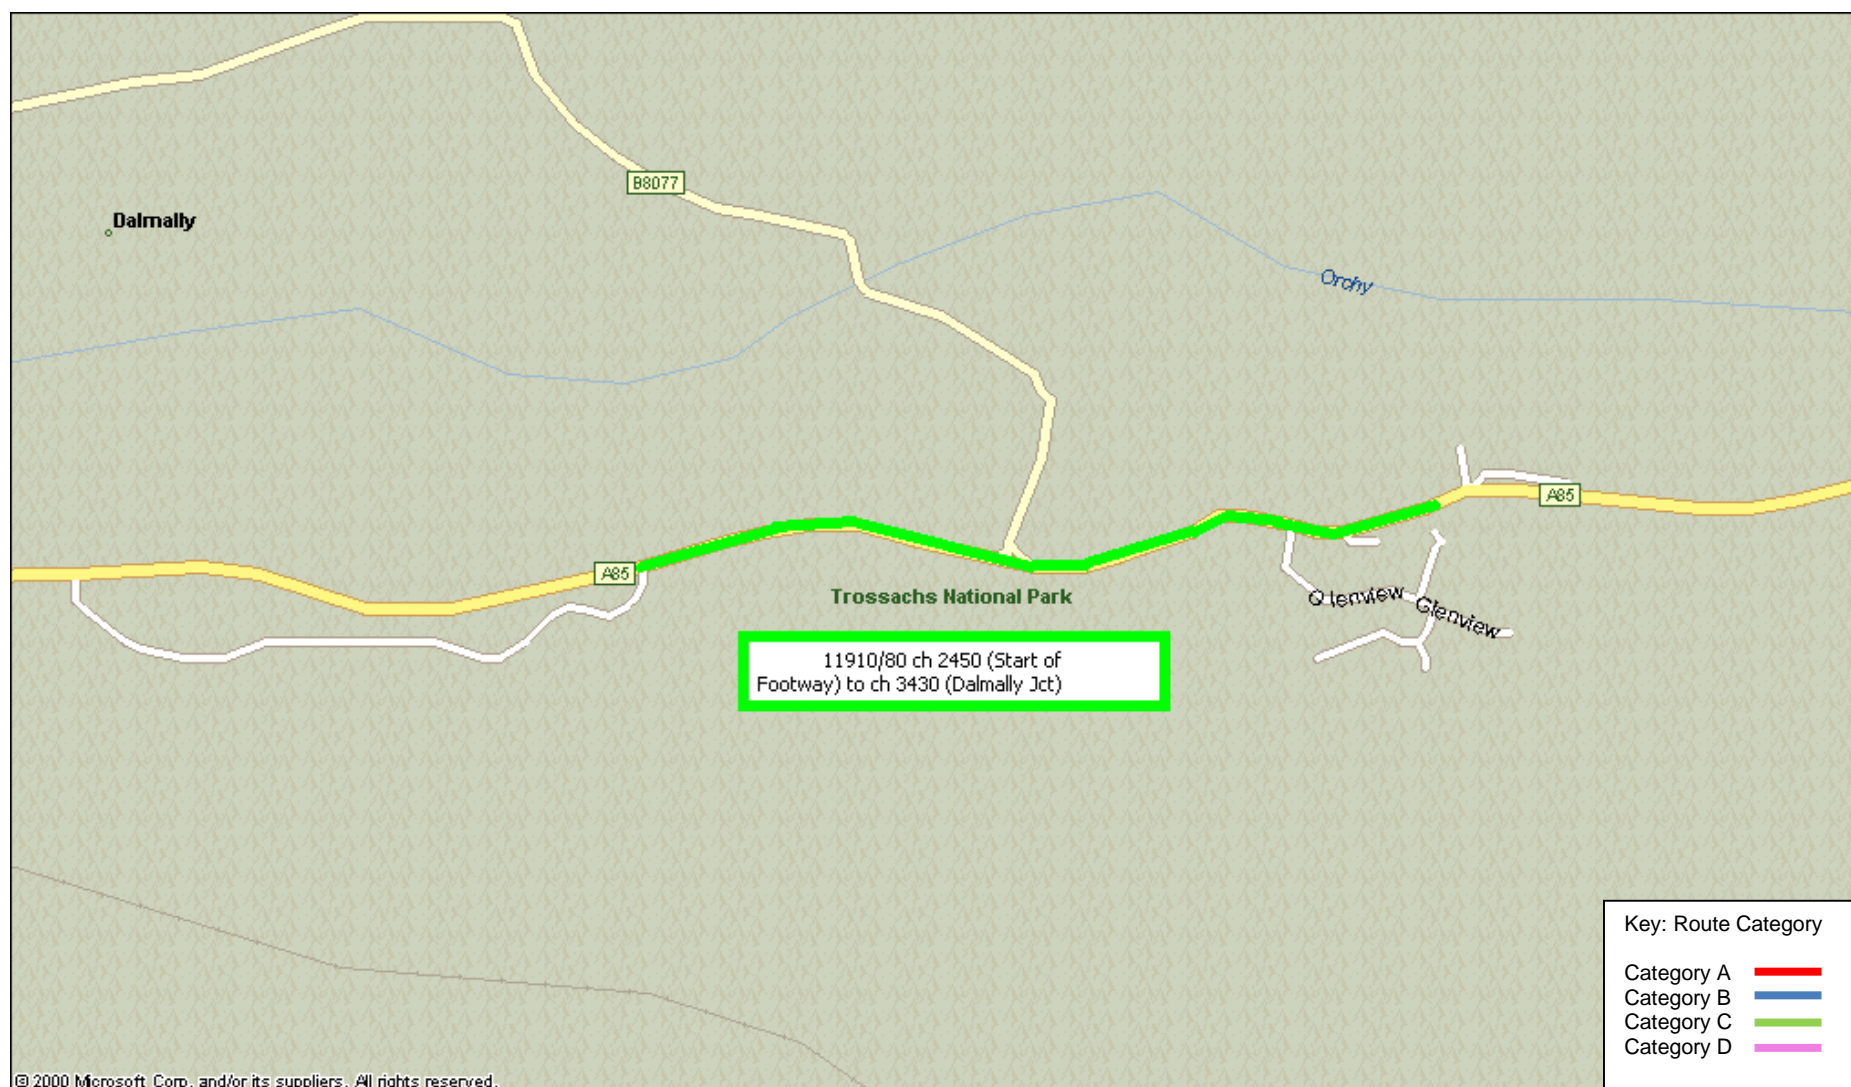 B8077
Dalmally
Orchy
A85
A85
Trossachs National Park
Glenview
11910/80 ch 2450 (Start of
Footway) to ch 3430 (Dalmally Jct)
Key: Route Category
Category A
Category B
Category C
Category D
© 2000 Microsoft Corp. and/or its suppliers. All rights reserved.